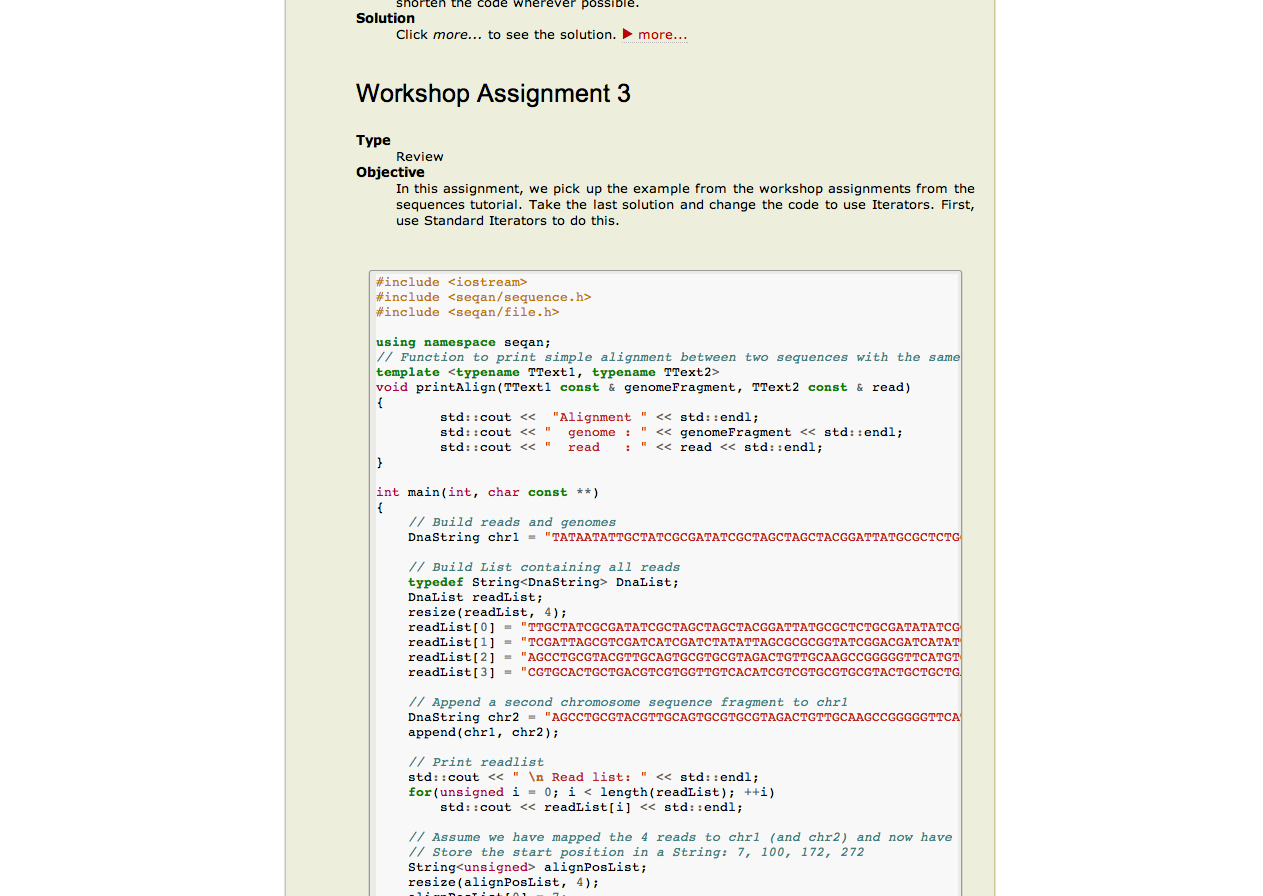 shorten the code wherever possible.
Solution
Click more... to see the solution. ▶ more...
Workshop Assignment 3
Type
Review
Objective
In this assignment, we pick up the example from the workshop assignments from the
sequences tutorial. Take the last solution and change the code to use Iterators. First,
use Standard Iterators to do this.
#include <iostream>
#include <seqan/sequence.h>
#include <seqan/file.h>
using namespace seqan;
// Function to print simple alignment between two sequences with the same
template <typename TText1, typename TText2>
void printAlign(TText1 const & genomeFragment, TText2 const & read)
{
        std::cout <<  "Alignment " << std::endl;
        std::cout << "  genome : " << genomeFragment << std::endl;
        std::cout << "  read   : " << read << std::endl;
}
int main(int, char const **)
{
    // Build reads and genomes
    DnaString chr1 = "TATAATATTGCTATCGCGATATCGCTAGCTAGCTACGGATTATGCGCTCTG
    // Build List containing all reads
    typedef String<DnaString> DnaList;
    DnaList readList;
    resize(readList, 4);
    readList[0] = "TTGCTATCGCGATATCGCTAGCTAGCTACGGATTATGCGCTCTGCGATATATCG
    readList[1] = "TCGATTAGCGTCGATCATCGATCTATATTAGCGCGCGGTATCGGACGATCATAT
    readList[2] = "AGCCTGCGTACGTTGCAGTGCGTGCGTAGACTGTTGCAAGCCGGGGGTTCATGT
    readList[3] = "CGTGCACTGCTGACGTCGTGGTTGTCACATCGTCGTGCGTGCGTACTGCTGCTG
    // Append a second chromosome sequence fragment to chr1
    DnaString chr2 = "AGCCTGCGTACGTTGCAGTGCGTGCGTAGACTGTTGCAAGCCGGGGGTTCA
    append(chr1, chr2);
    // Print readlist
    std::cout << " \n Read list: " << std::endl;
    for(unsigned i = 0; i < length(readList); ++i)
        std::cout << readList[i] << std::endl;
    // Assume we have mapped the 4 reads to chr1 (and chr2) and now have
    // Store the start position in a String: 7, 100, 172, 272
    String<unsigned> alignPosList;
    resize(alignPosList, 4);
    alignPosList[0] = 7;